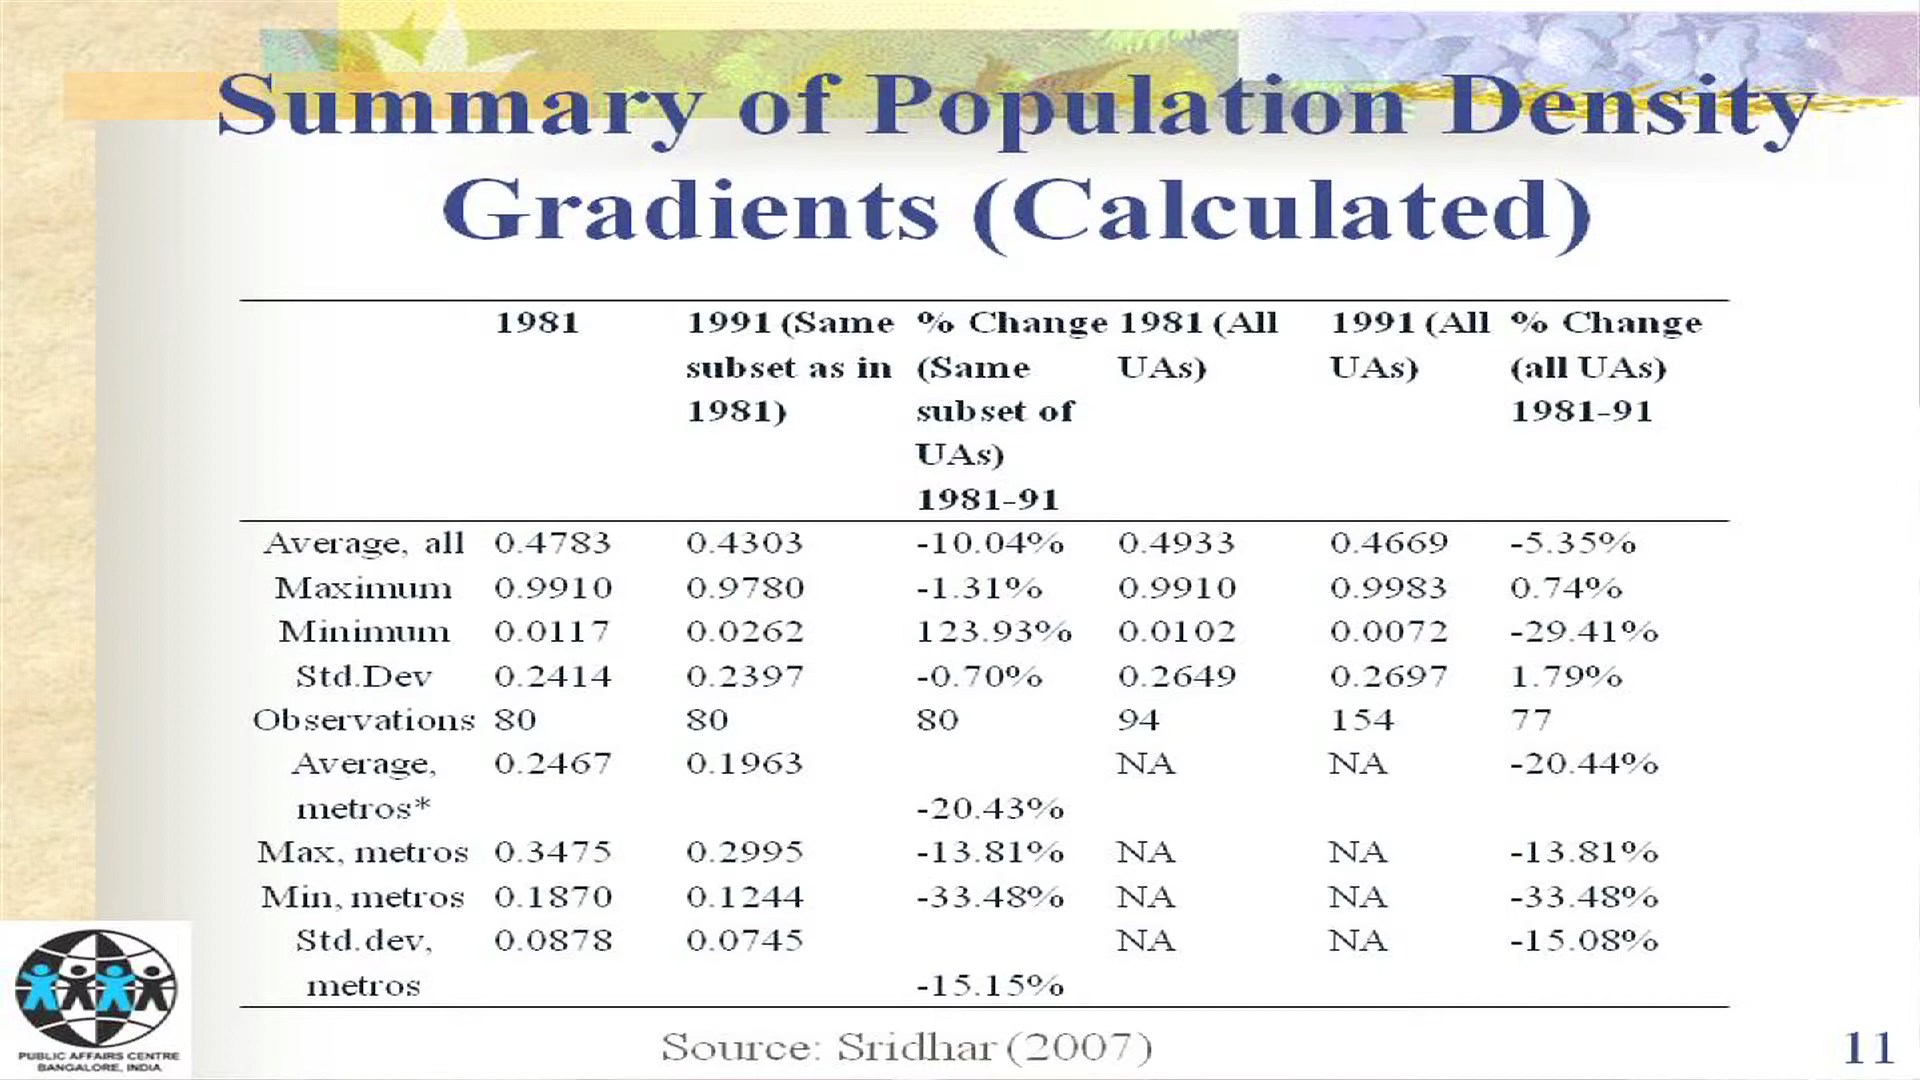 Summary of Population Density
Gradients (Calculated)
1981 1991 (Same % Change 1981 (All 1991 (All % Change
subset as in (Same UAs) UAs) (all UAs)
1981) subset of 1981-91
UAs)
1981-91
Average, all 0.4783 0.4303 -10.04% 0.4933 0.4669 -5.35%
Maximum 0.9910 0.9780 -1.31% 0.9910 0.9983 0.74%
Minimum 0.0117 0.0262 123.93% 0.0102 0.0072 -29.41%
Std.Dev 0.2414 0.2397 -0.70% 0.2649 0.2697 1.79%
Observations 80 80 80 94 154 77
Average, 0.2467 0.1963 NA NA -20.44%
metros* -20.43%
Max, metros 0.3475 0.2995 -13.81% NA NA -13.81%
Min, metros 0.1870 0.1244 -33.48% NA NA -33.48%
Std.dev, 0.0878 0.0745 NA NA -15.08%
metros -15.15%
Source: Sridhar (2007)
11
PUBLIC AFFAIRS CENTRE
BANGALORE, INDIA